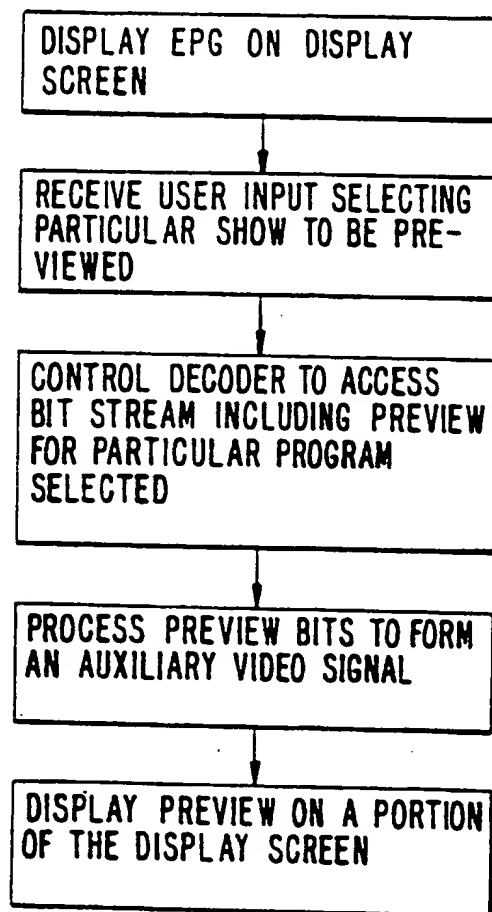 DISPLAY EPG ON DISPLAY
SCREEN
RECEIVE USER INPUT SELECTING
PARTICULAR SHOW TO BE PRE-
VIEWED
CONTROL DECODER TO ACCESS
BIT STREAM INCLUDING PREVIEW
FOR PARTICULAR PROGRAM
SELECTED
PROCESS PREVIEW BITS TO FORM
AN AUXILIARY VIDEO SIGNAL
DISPLAY PREVIEW ON A PORTION
OF THE DISPLAY SCREEN